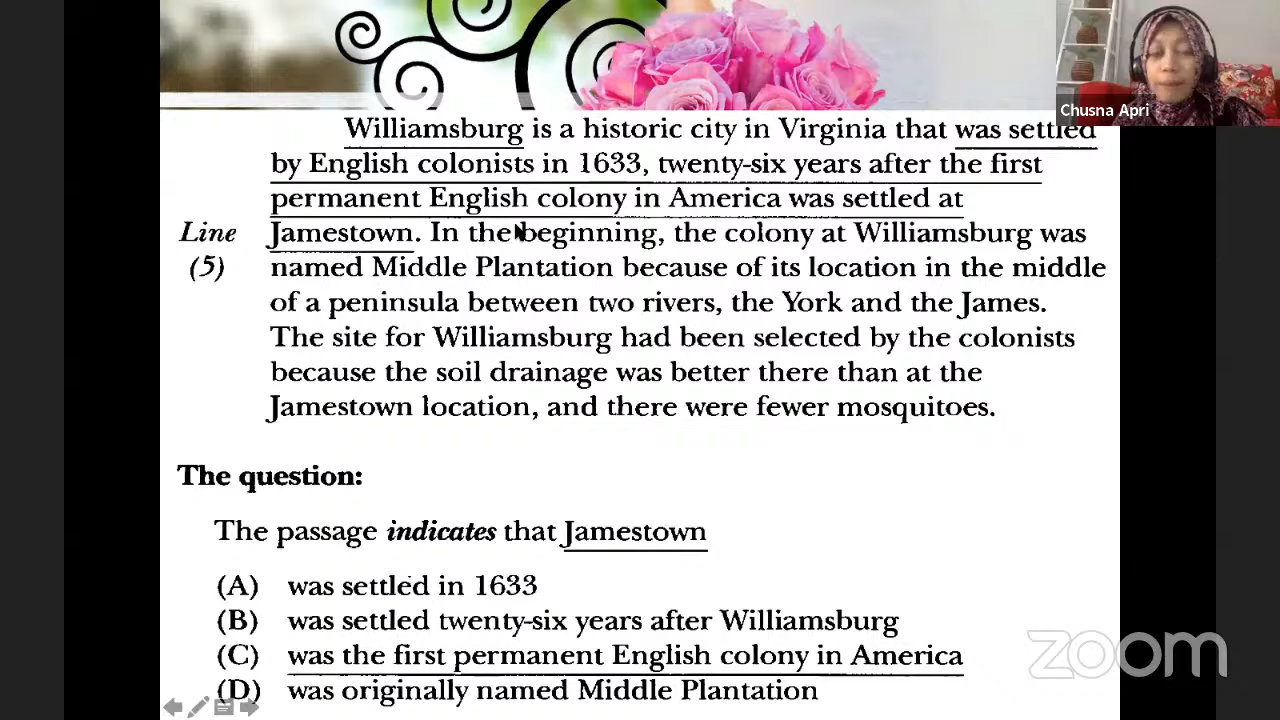 Chusna Apri
Williamsburg is a historic city in Virginia that was settled
by English colonists in 1633, twenty-six years after the first
permanent English colony in America was settled at
Line Jamestown. In the beginning, the colony at Williamsburg was
(5) named Middle Plantation because of its location in the middle
of a peninsula between two rivers, the York and the James.
The site for Williamsburg had been selected by the colonists
because the soil drainage was better there than at the
Jamestown location, and there were fewer mosquitoes.
The question:
The passage indicates that Jamestown
(A) was settled in 1633
(B) was settled twenty-six years after Williamsburg
(C) was the first permanent English colony in America
(D) was originally named Middle Plantation
zoom